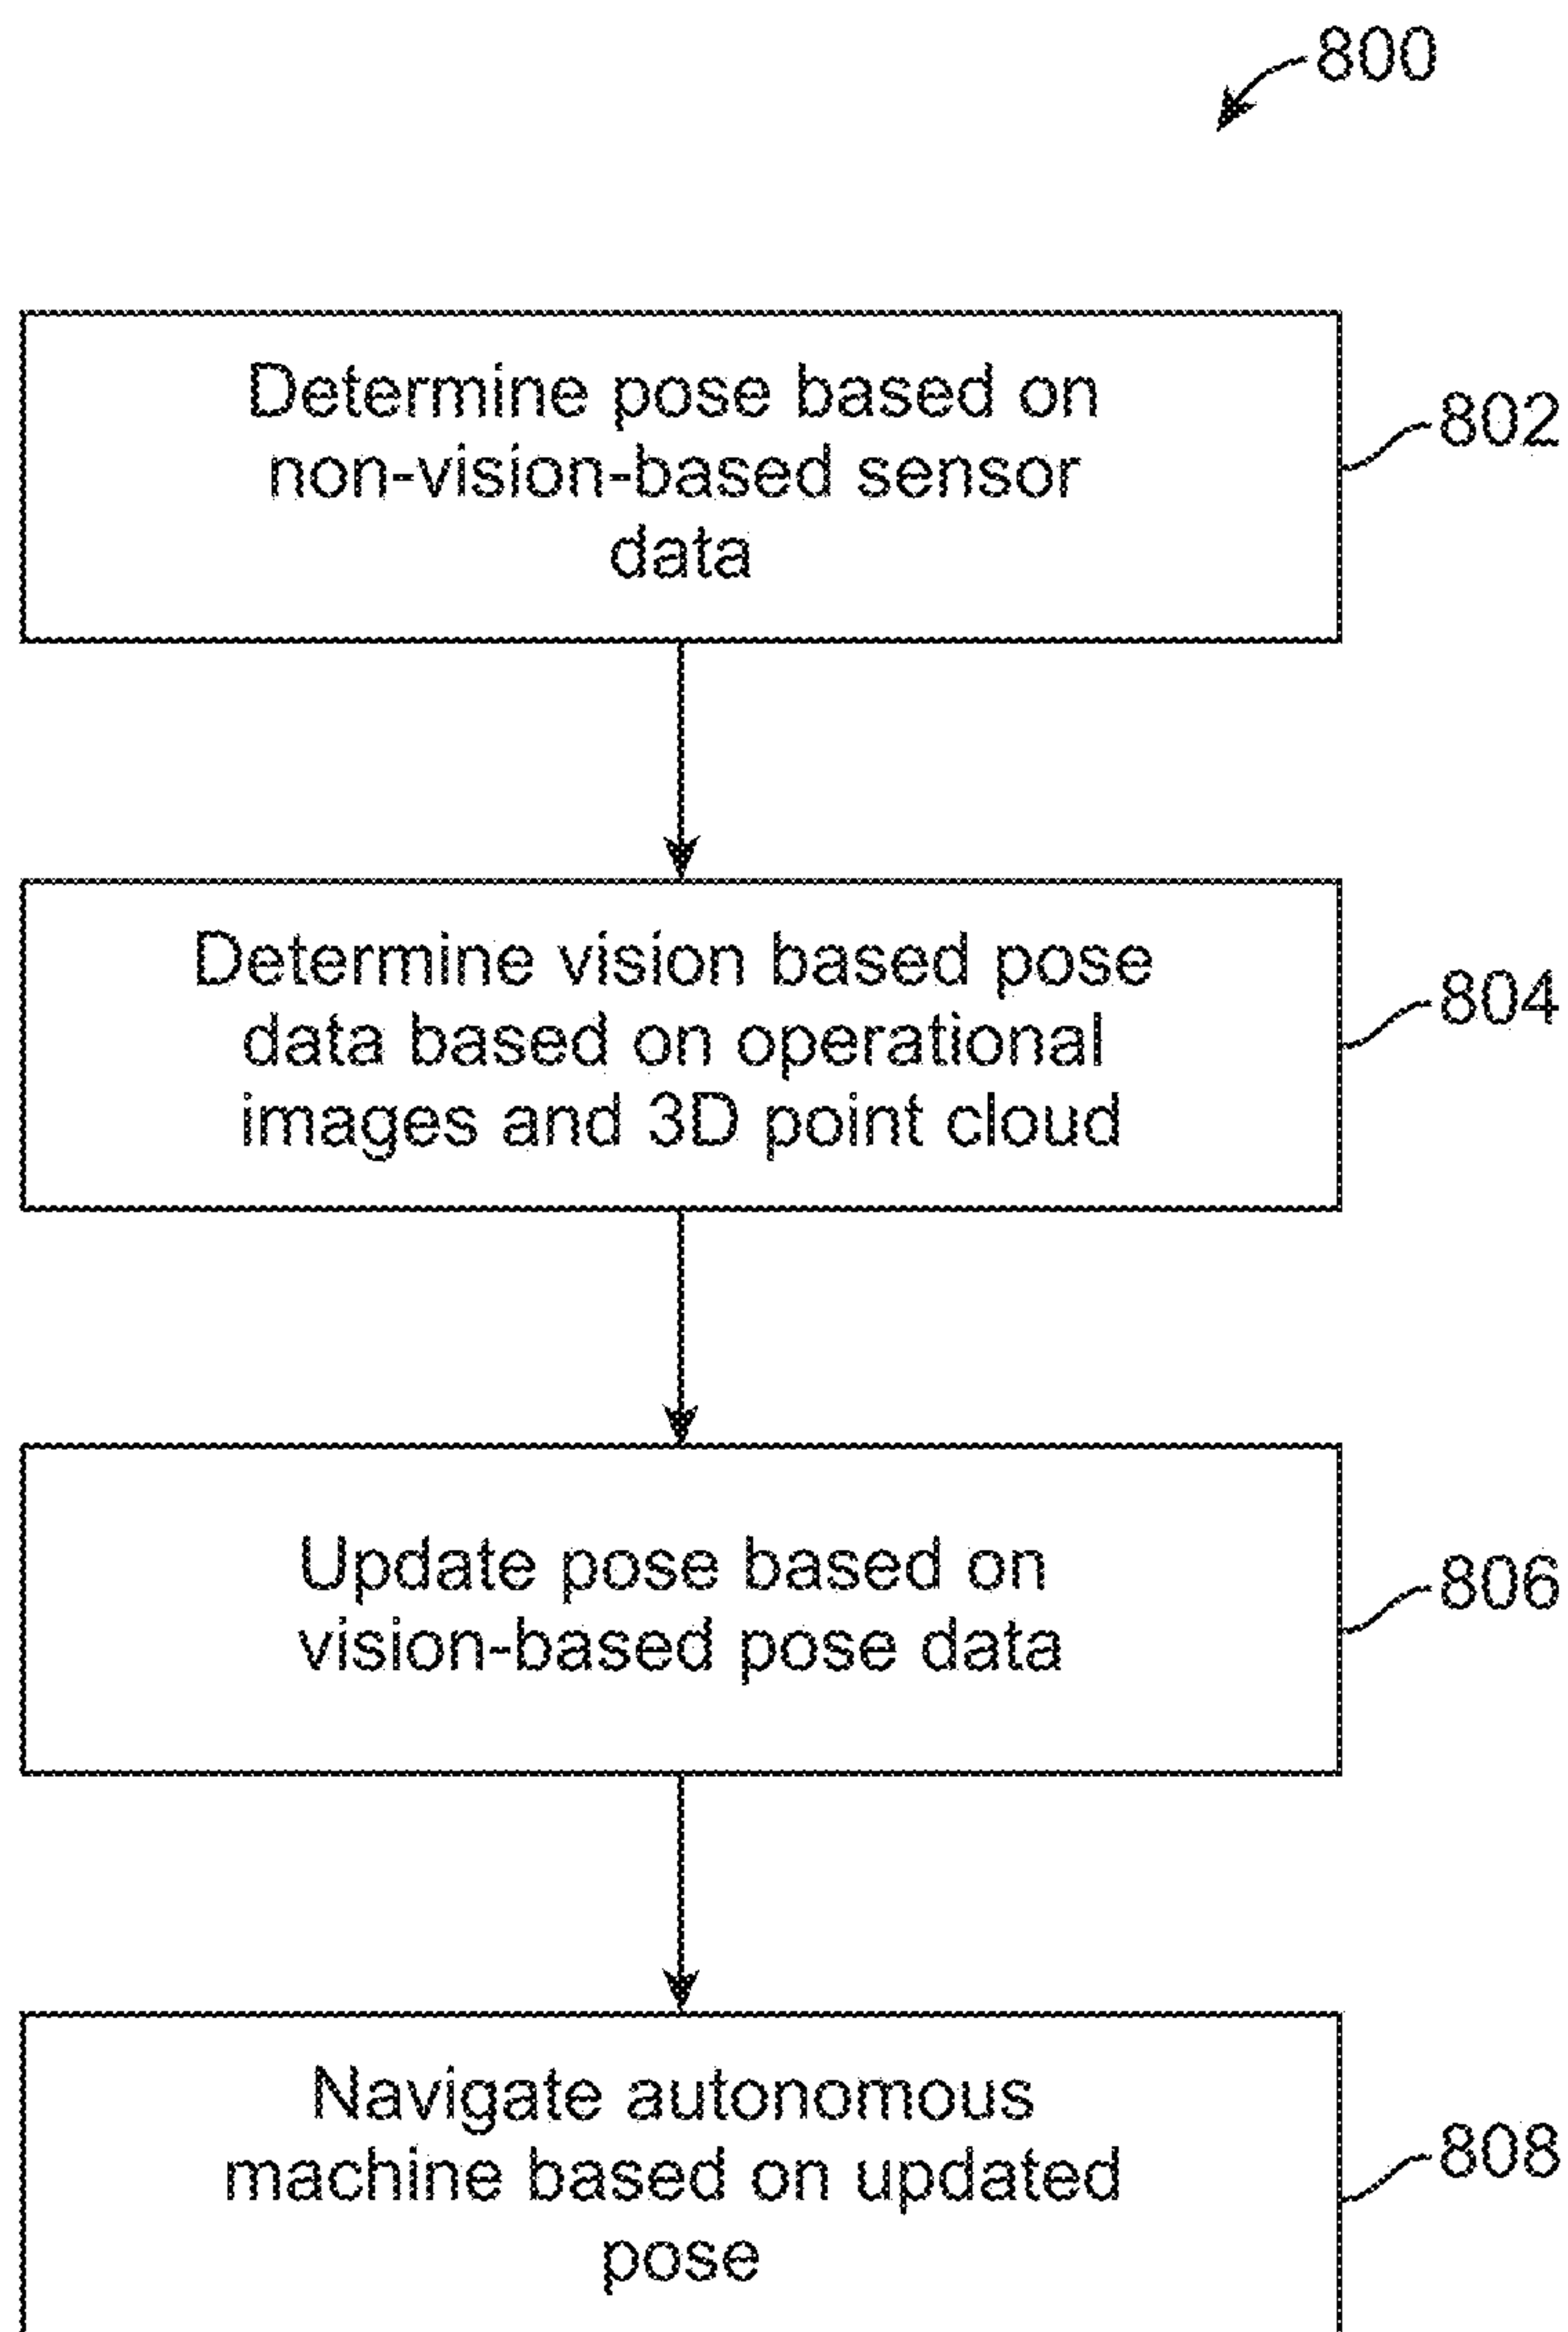 800
Determine pose based on
non-vision-based sensor
data
802
Determine vision based pose
data based on operational
images and 3D point cloud
804
Update pose based on
vision-based pose data
806
Navigate autonomous
machine based on updated
pose
808